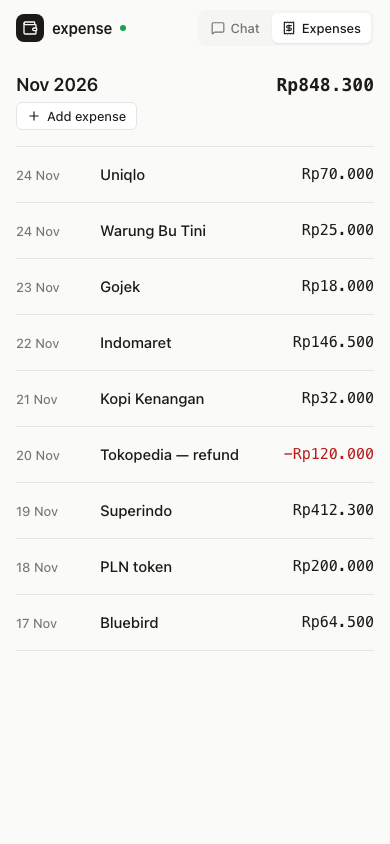 expense
Chat
Expenses
Nov 2026 Rp848.300
Add expense
24 Nov Uniqlo Rp70.000
24 Nov Warung Bu Tini Rp25.000
23 Nov Gojek Rp18.000
22 Nov Indomaret Rp146.500
21 Nov Kopi Kenangan Rp32.000
20 Nov Tokopedia — refund −Rp120.000
19 Nov Superindo Rp412.300
18 Nov PLN token Rp200.000
17 Nov Bluebird Rp64.500